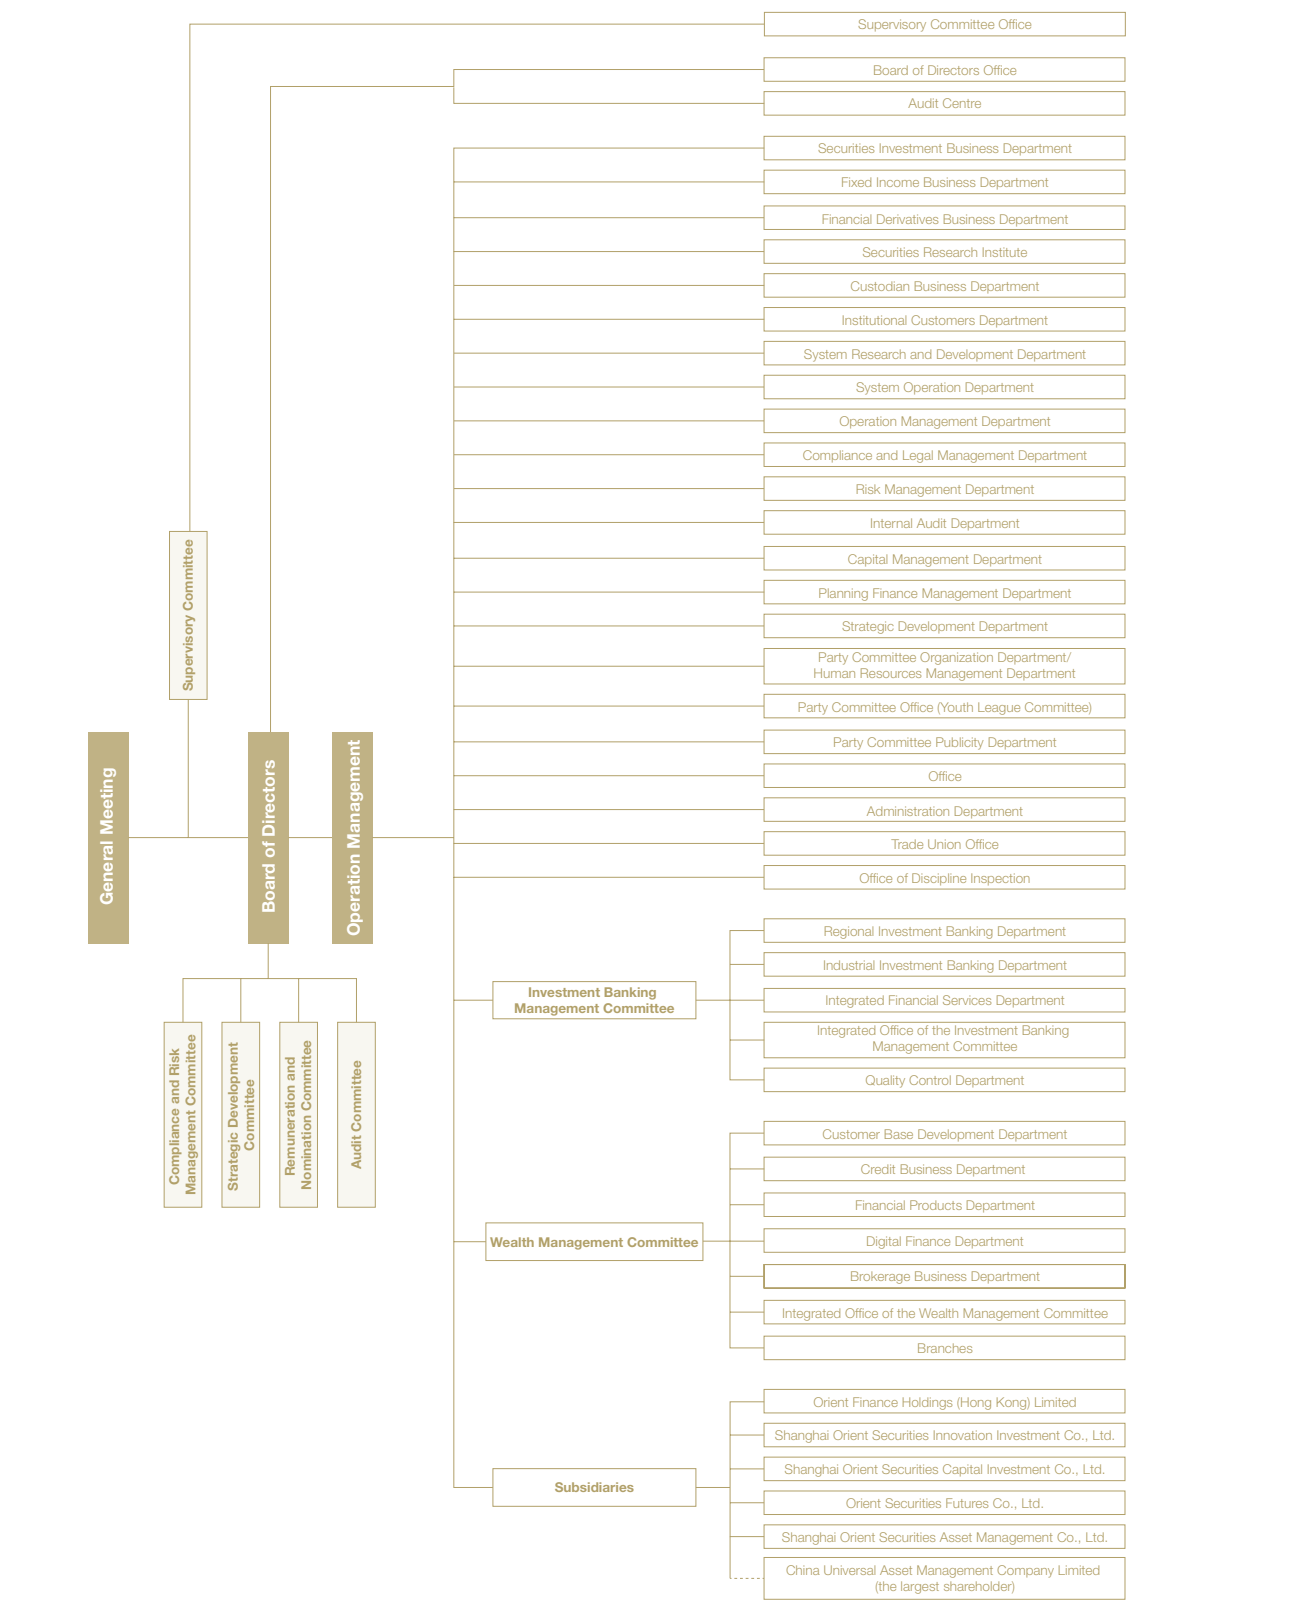 Supervisory Committee Office
Board of Directors Office
Audit Centre
Securities Investment Business Department
Fixed Income Business Department
Financial Derivatives Business Department
Securities Research Institute
Custodian Business Department
Institutional Customers Department
System Research and Development Department
System Operation Department
Operation Management Department
Compliance and Legal Management Department
Risk Management Department
Internal Audit Department
Capital Management Department
Planning Finance Management Department
Strategic Development Department
Party Committee Organization Department/
Human Resources Management Department
Party Committee Office (Youth League Committee)
Party Committee Publicity Department
Office
Administration Department
Trade Union Office
Office of Discipline Inspection
Supervisory Committee
General Meeting
Board of Directors
Operation Management
Compliance and Risk
Management Committee
Strategic Development
Committee
Remuneration and
Nomination Committee
Audit Committee
Investment Banking
Management Committee
Regional Investment Banking Department
Industrial Investment Banking Department
Integrated Financial Services Department
Integrated Office of the Investment Banking
Management Committee
Quality Control Department
Wealth Management Committee
Customer Base Development Department
Credit Business Department
Financial Products Department
Digital Finance Department
Brokerage Business Department
Integrated Office of the Wealth Management Committee
Branches
Subsidiaries
Orient Finance Holdings (Hong Kong) Limited
Shanghai Orient Securities Innovation Investment Co., Ltd.
Shanghai Orient Securities Capital Investment Co., Ltd.
Orient Securities Futures Co., Ltd.
Shanghai Orient Securities Asset Management Co., Ltd.
China Universal Asset Management Company Limited
(the largest shareholder)